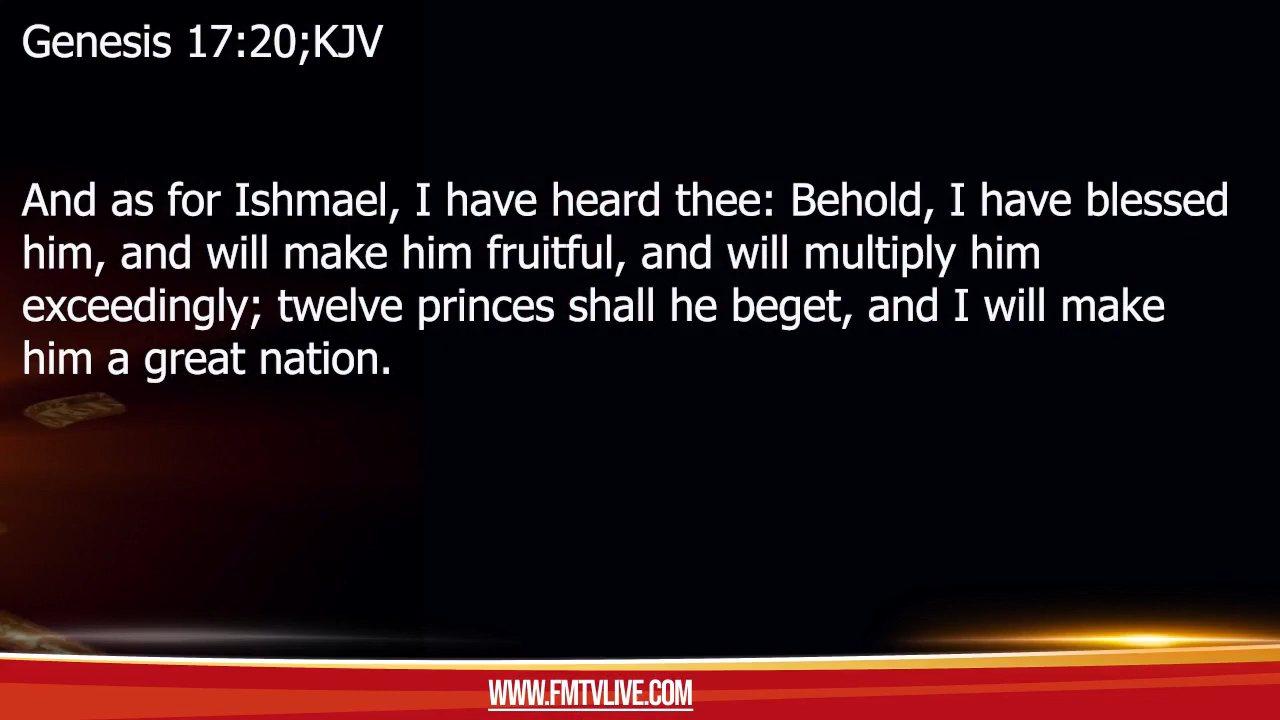 Genesis 17:20;KJV
And as for Ishmael, I have heard thee: Behold, I have blessed
him, and will make him fruitful, and will multiply him
exceedingly; twelve princes shall he beget, and I will make
him a great nation.
WWW.FMTVLIVE.COM